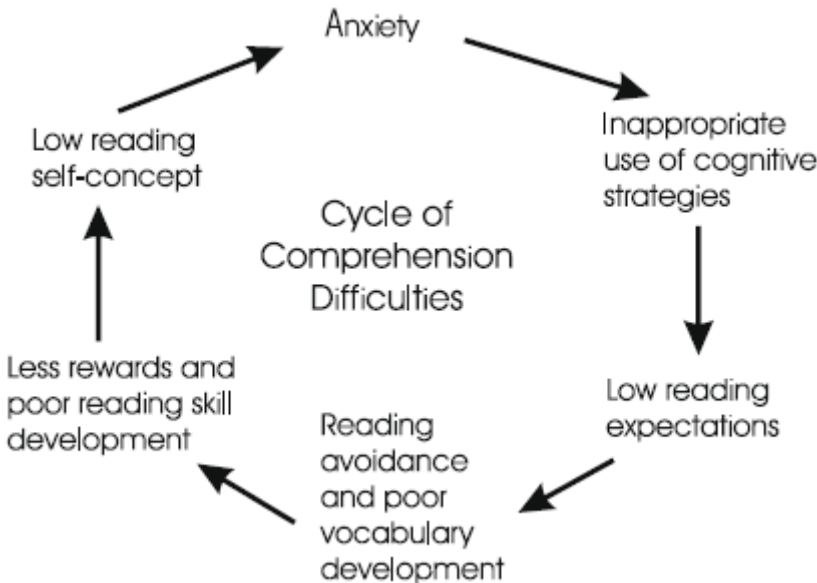 Anxiety
Inappropriate
use of cognitive
strategies
Low reading
expectations
Reading
avoidance
and poor
vocabulary
development
Less rewards and
poor reading skill
development
Low reading
self-concept
Cycle of
Comprehension
Difficulties